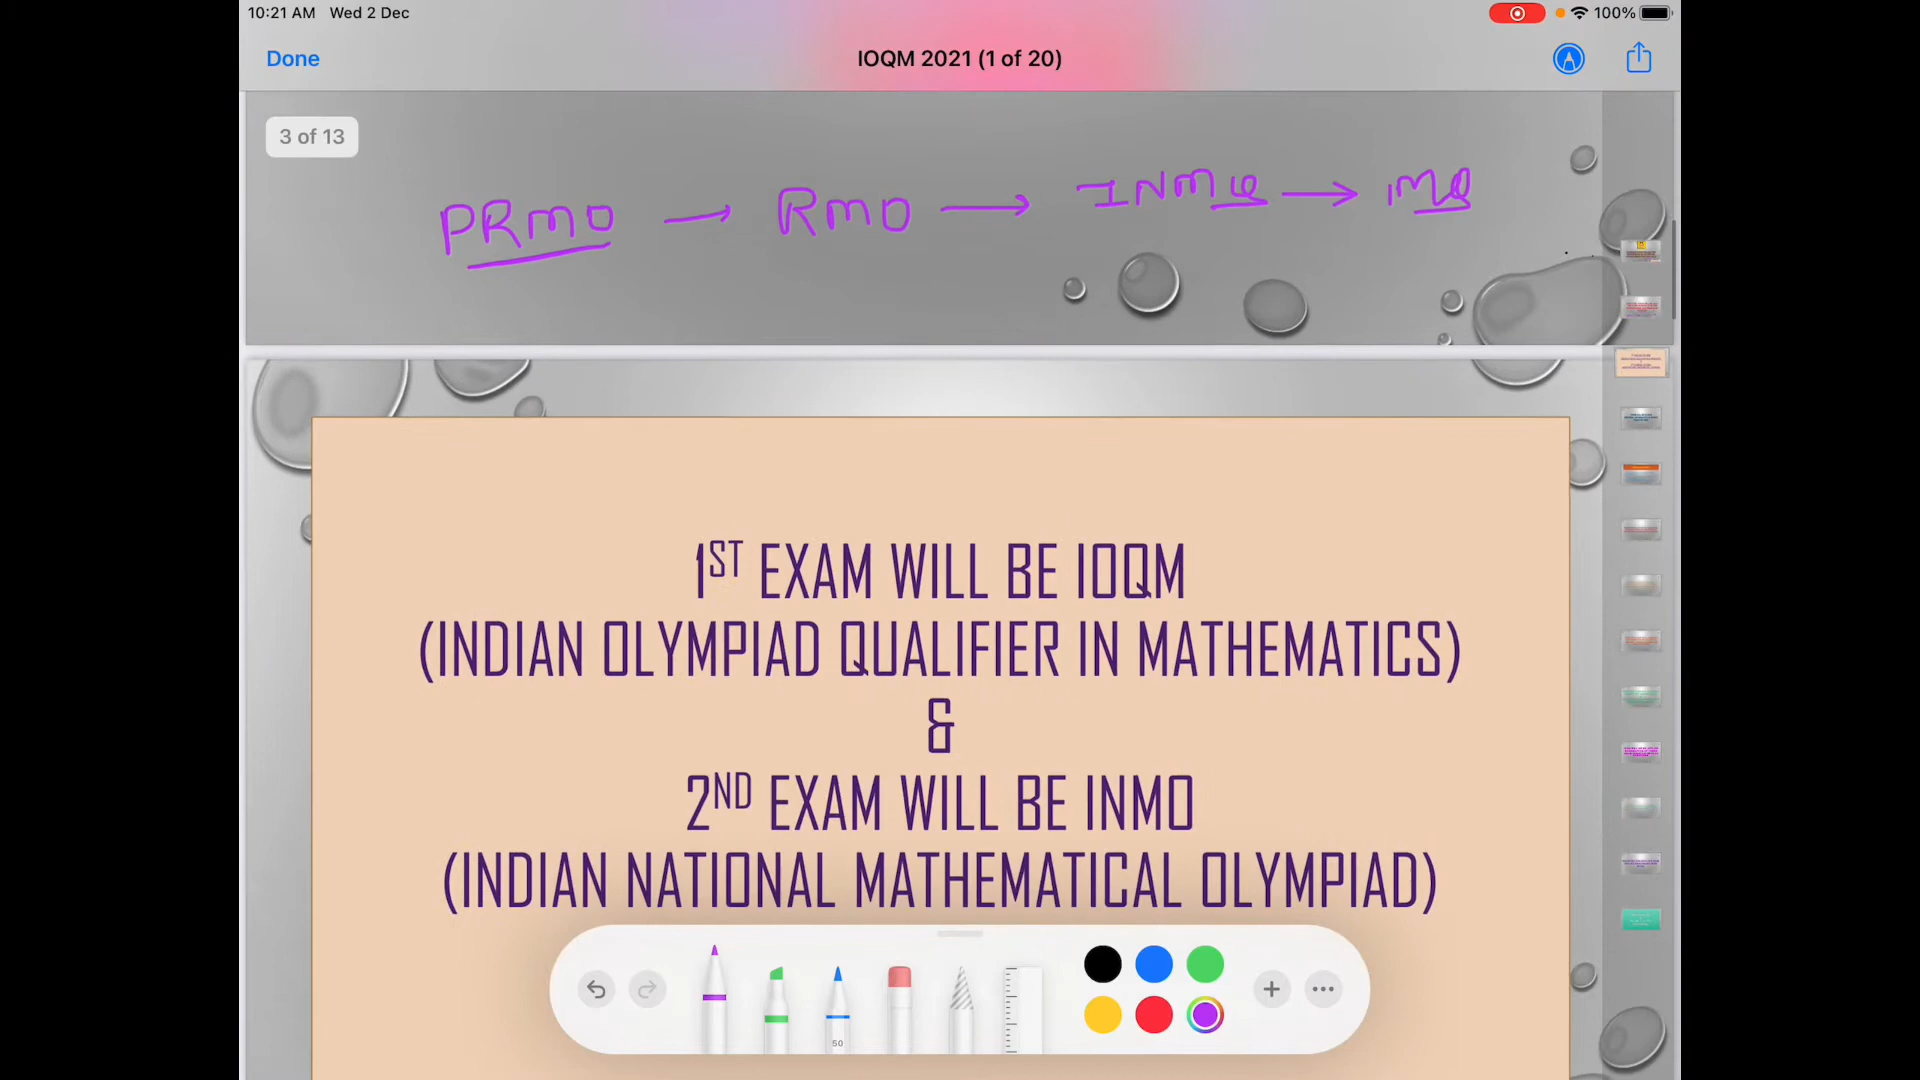 10:21 AM Wed 2 Dec
100%
Done
IOQM 2021 (1 of 20)
3 of 13
PRMO → RMO → INMO →
1ST EXAM WILL BE IOQM
(INDIAN OLYMPIAD QUALIFIER IN MATHEMATICS)
&
2ND EXAM WILL BE INMO
(INDIAN NATIONAL MATHEMATICAL OLYMPIAD)
50